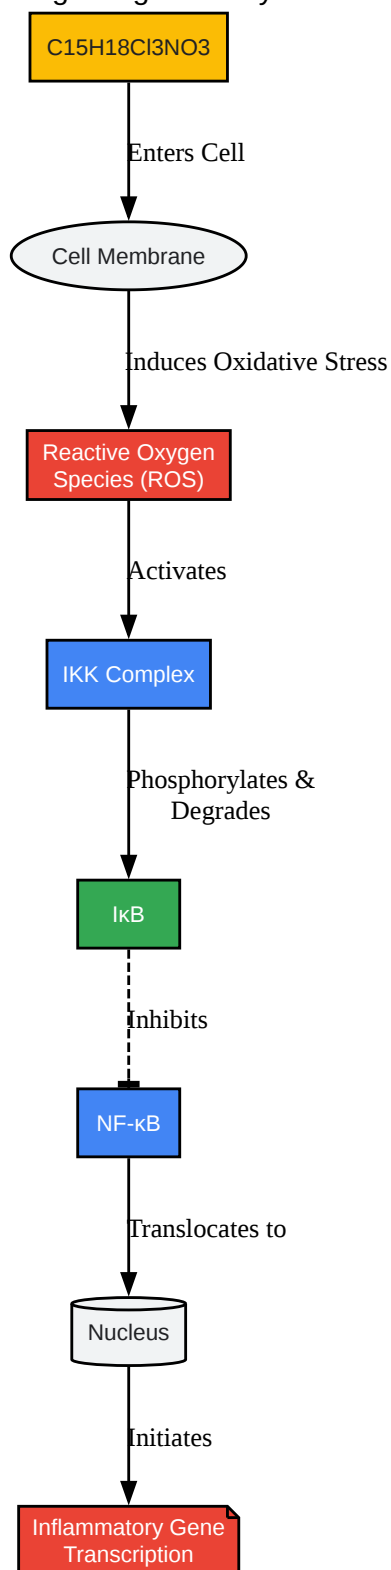 C15H18Cl3NO3
Enters Cell
Cell Membrane
Induces Oxidative Stress
Reactive Oxygen
Species (ROS)
Activates
IKK Complex
Phosphorylates &
Degrades
IκB
Inhibits
NF-κB
Translocates to
Nucleus
Initiates
Inflammatory Gene
Transcription